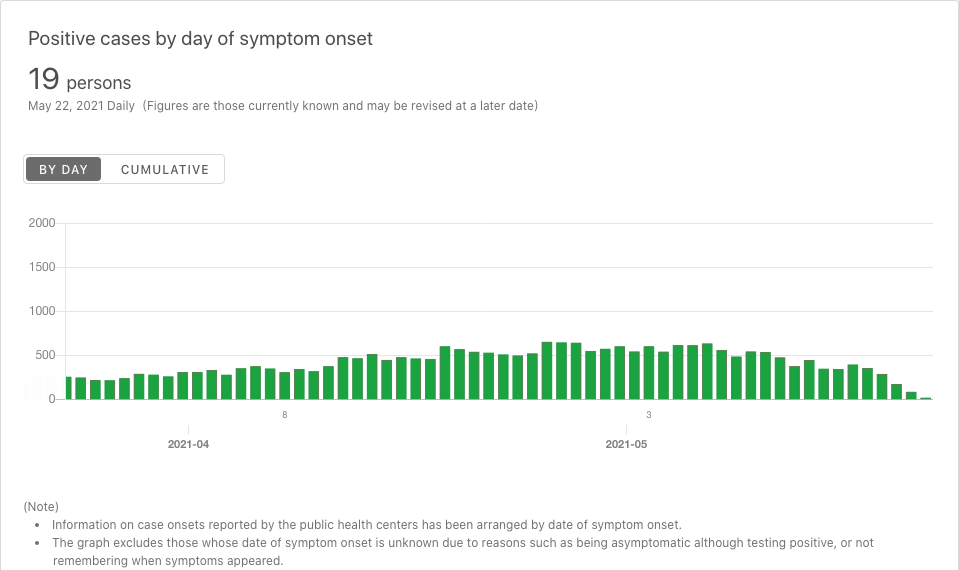 Positive cases by day of symptom onset
19 persons
May 22, 2021 Daily (Figures are those currently known and may be revised at a later date)
BY DAY CUMULATIVE
2000
1500
1000
500
0
8 3
2021-04 2021-05
(Note)
• Information on case onsets reported by the public health centers has been arranged by date of symptom onset.
• The graph excludes those whose date of symptom onset is unknown due to reasons such as being asymptomatic although testing positive, or not
remembering when symptoms appeared.